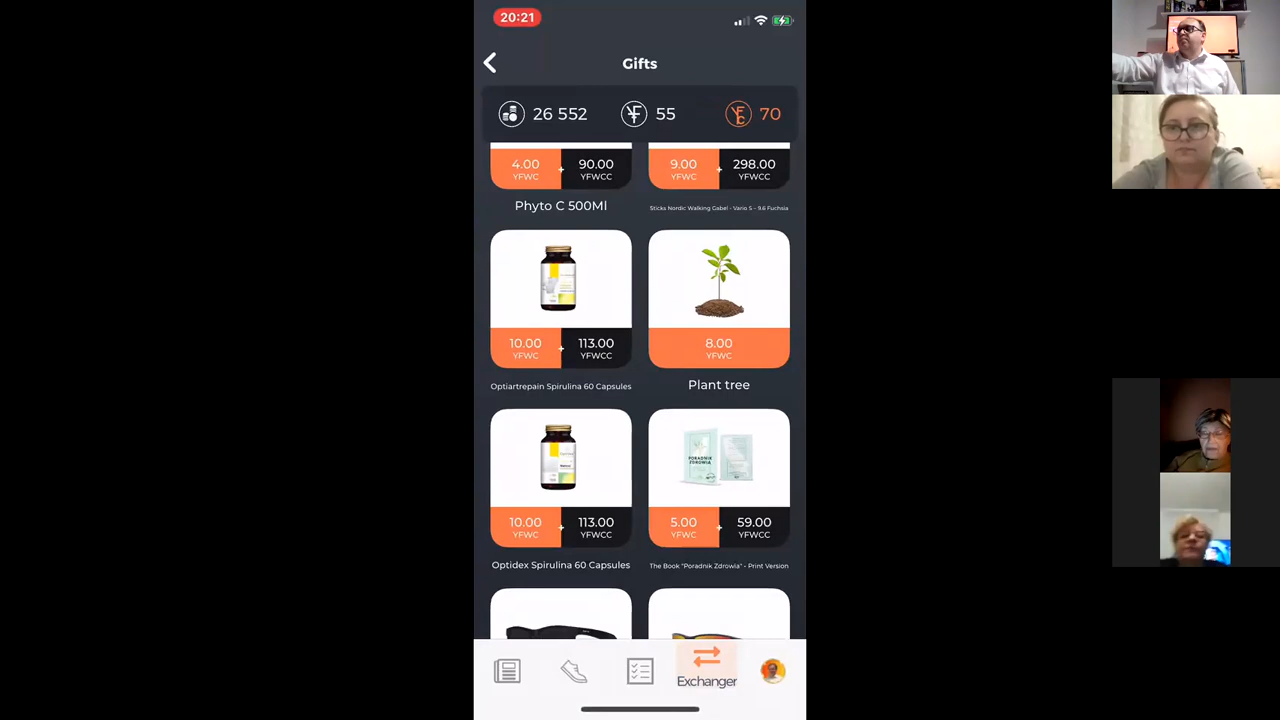 20:21
Gifts
26 552
55
70
4.00
YFWC
+
90.00
YFWCC
9.00
YFWC
+
298.00
YFWCC
Phyto C 500Ml
Sticks Nordic Walking Gabel - Vario S - 9.6 Fuchsia
10.00
YFWC
+
113.00
YFWCC
8.00
YFWC
Optiartrepain Spirulina 60 Capsules
Plant tree
PORADNIK
ZDROWIA
10.00
YFWC
+
113.00
YFWCC
5.00
YFWC
+
59.00
YFWCC
Optidex Spirulina 60 Capsules
The Book "Poradnik Zdrowia" - Print Version
Exchanger